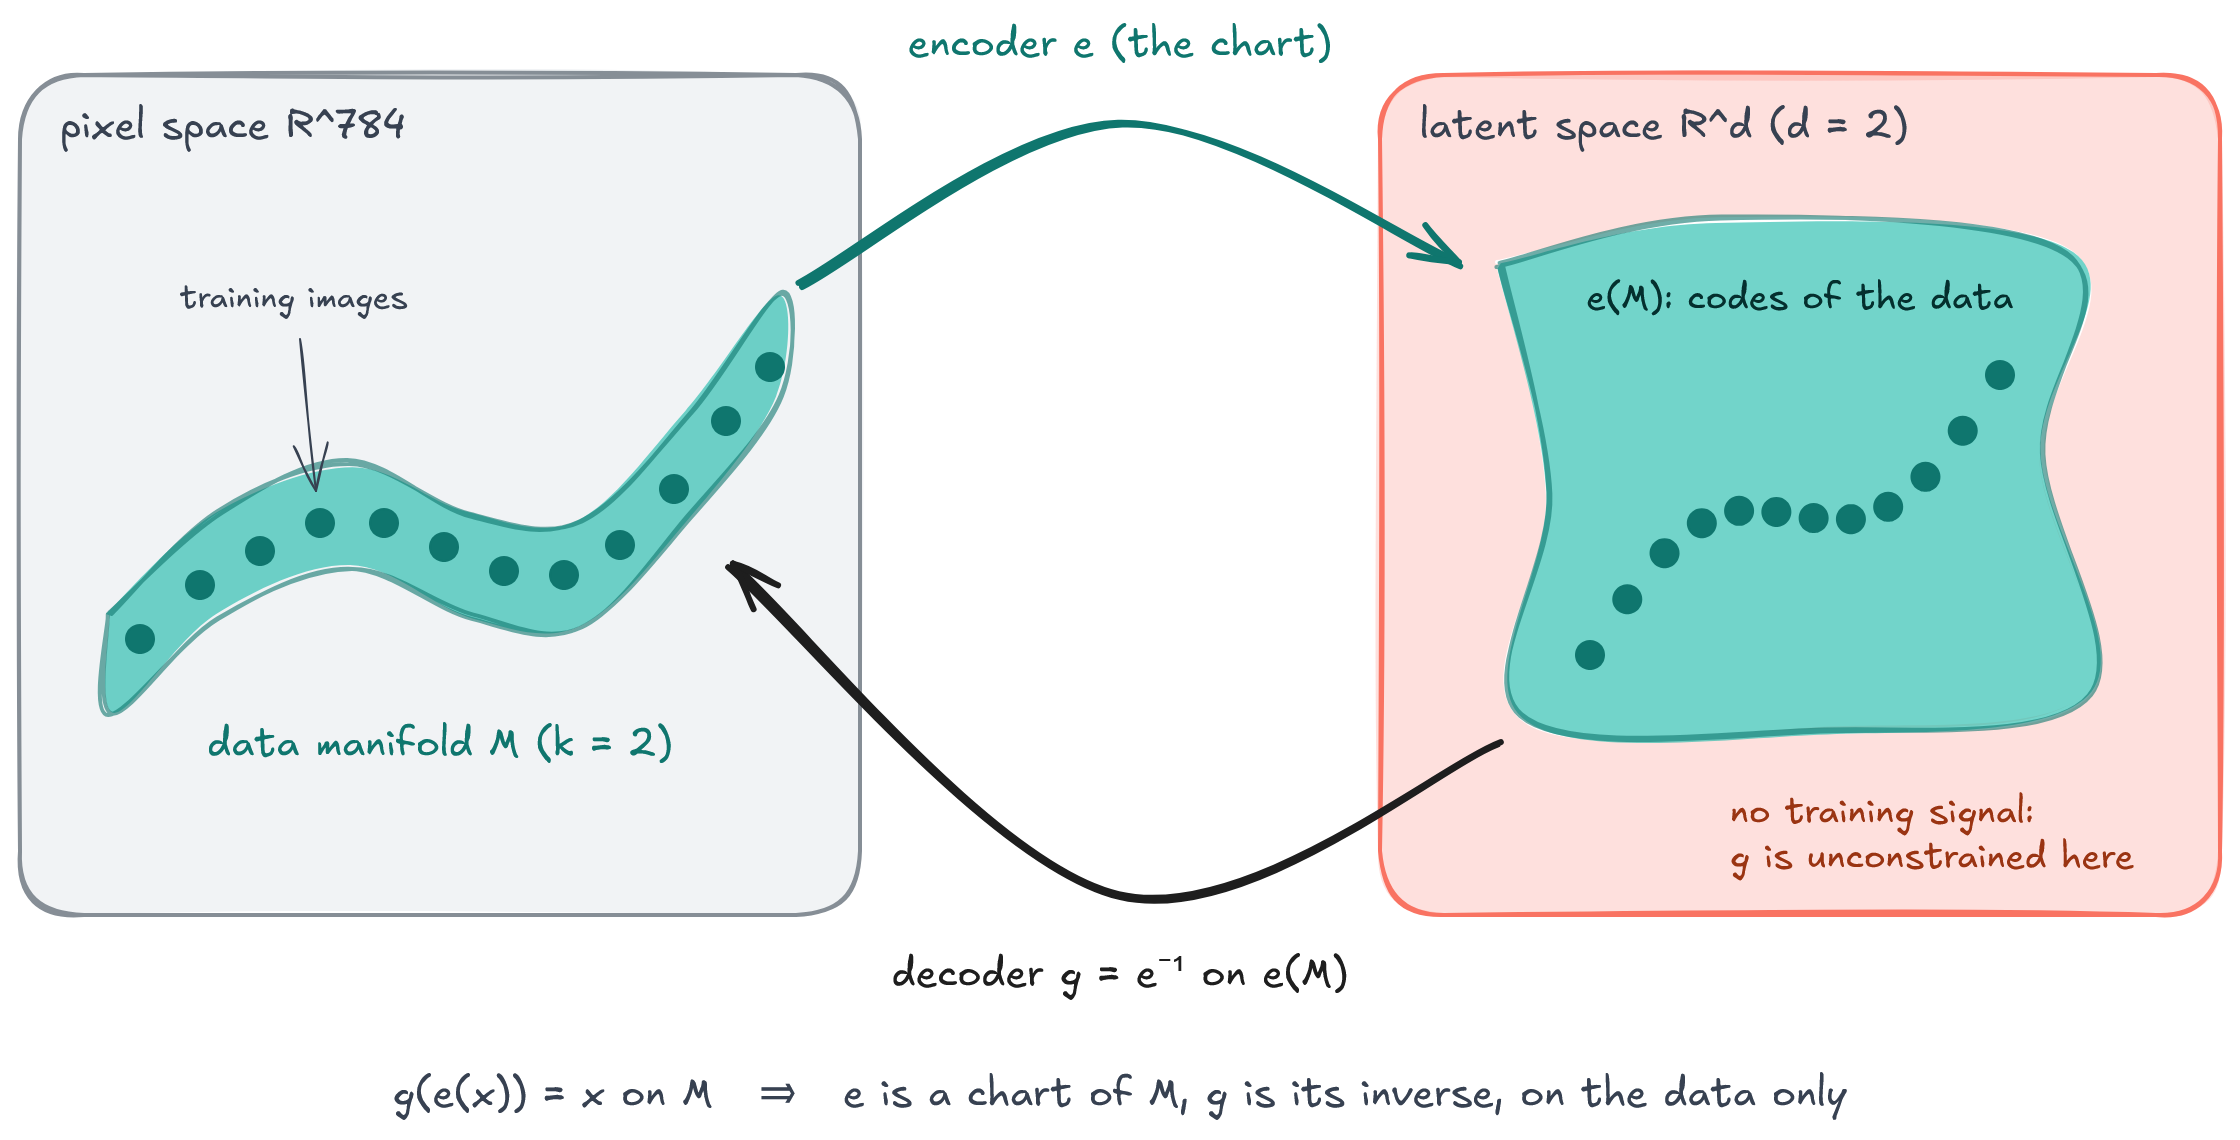 encoder e (the chart)
pixel space R^784
latent space R^d (d = 2)
training images
e(M): codes of the data
data manifold M (k = 2)
no training signal:
g is unconstrained here
decoder g = e⁻¹ on e(M)
g(e(x)) = x on M ⇒ e is a chart of M, g is its inverse, on the data only